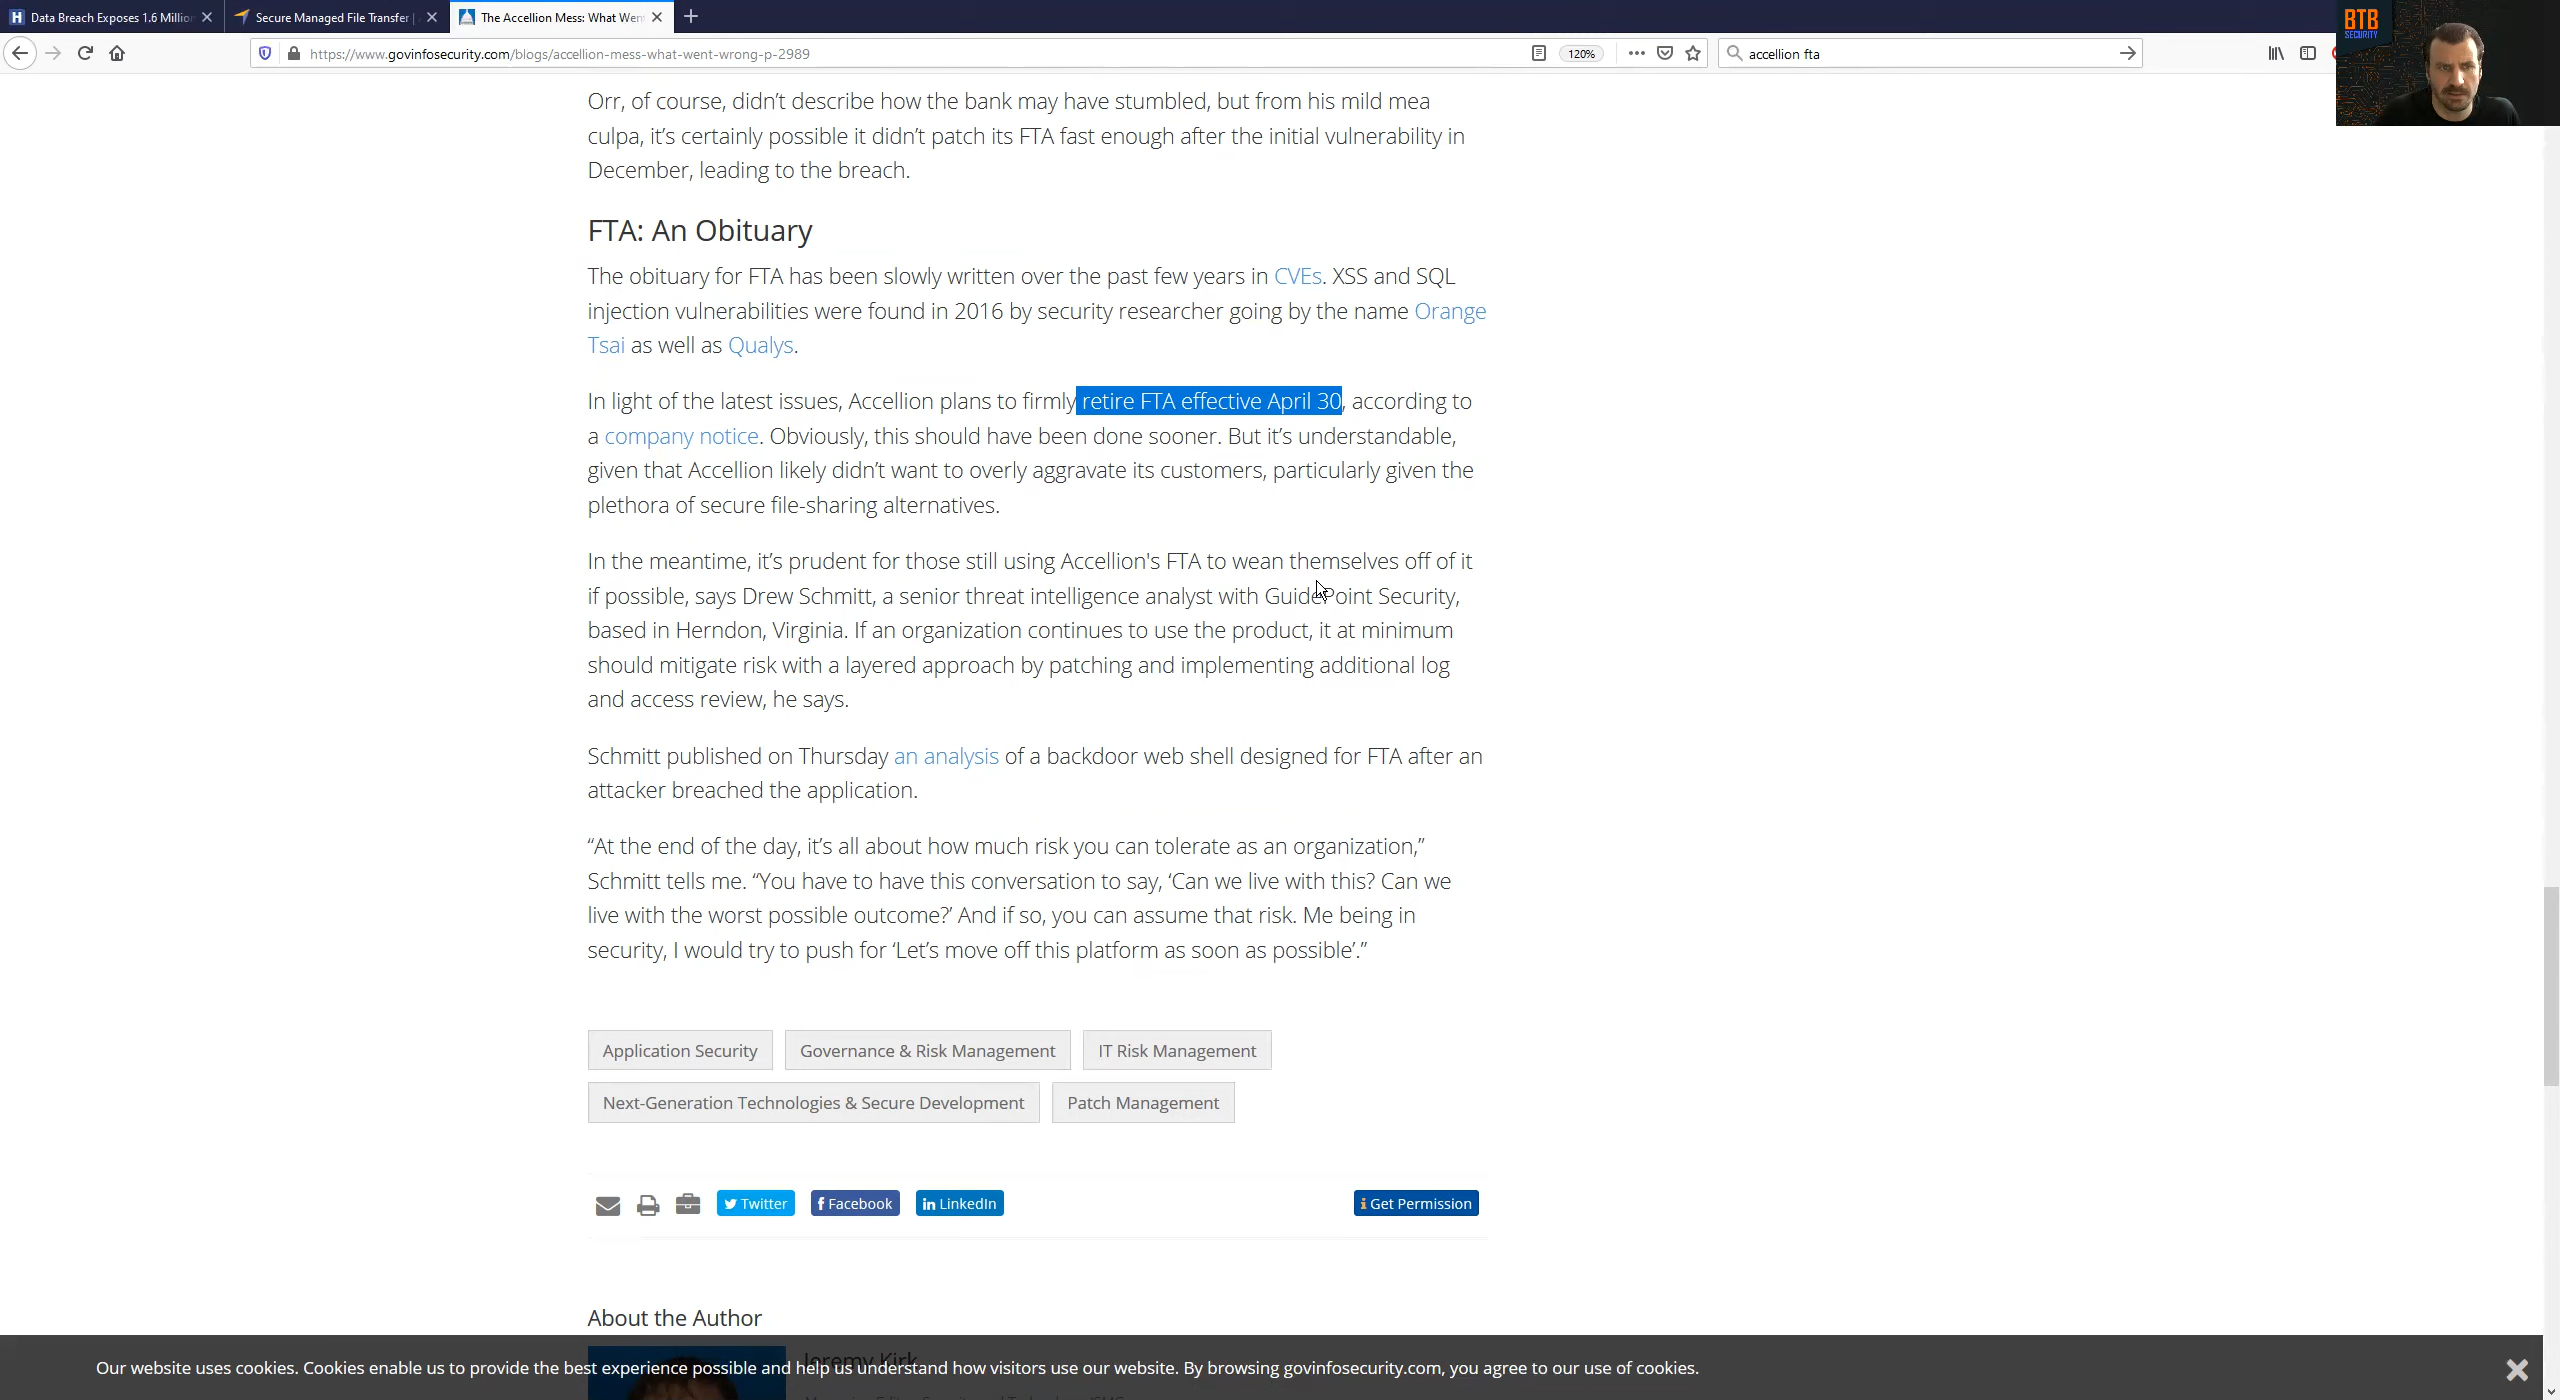 Data Breach Exposes 1.6 Million
Secure Managed File Transfer |
The Accellion Mess: What Wen
https://www.govinfosecurity.com/blogs/accellion-mess-what-went-wrong-p-2989
120%
accellion fta
BTB
SECURITY
Orr, of course, didn’t describe how the bank may have stumbled, but from his mild mea
culpa, it’s certainly possible it didn’t patch its FTA fast enough after the initial vulnerability in
December, leading to the breach.
FTA: An Obituary
The obituary for FTA has been slowly written over the past few years in CVEs. XSS and SQL
injection vulnerabilities were found in 2016 by security researcher going by the name Orange
Tsai as well as Qualys.
In light of the latest issues, Accellion plans to firmly retire FTA effective April 30, according to
a company notice. Obviously, this should have been done sooner. But it’s understandable,
given that Accellion likely didn’t want to overly aggravate its customers, particularly given the
plethora of secure file-sharing alternatives.
In the meantime, it’s prudent for those still using Accellion's FTA to wean themselves off of it
if possible, says Drew Schmitt, a senior threat intelligence analyst with GuidePoint Security,
based in Herndon, Virginia. If an organization continues to use the product, it at minimum
should mitigate risk with a layered approach by patching and implementing additional log
and access review, he says.
Schmitt published on Thursday an analysis of a backdoor web shell designed for FTA after an
attacker breached the application.
“At the end of the day, it’s all about how much risk you can tolerate as an organization,”
Schmitt tells me. “You have to have this conversation to say, ‘Can we live with this? Can we
live with the worst possible outcome?’ And if so, you can assume that risk. Me being in
security, I would try to push for ‘Let’s move off this platform as soon as possible’.”
Application Security
Governance & Risk Management
IT Risk Management
Next-Generation Technologies & Secure Development
Patch Management
Twitter
Facebook
LinkedIn
Get Permission
About the Author
Jeremy Kirk
Our website uses cookies. Cookies enable us to provide the best experience possible and help us understand how visitors use our website. By browsing govinfosecurity.com, you agree to our use of cookies.